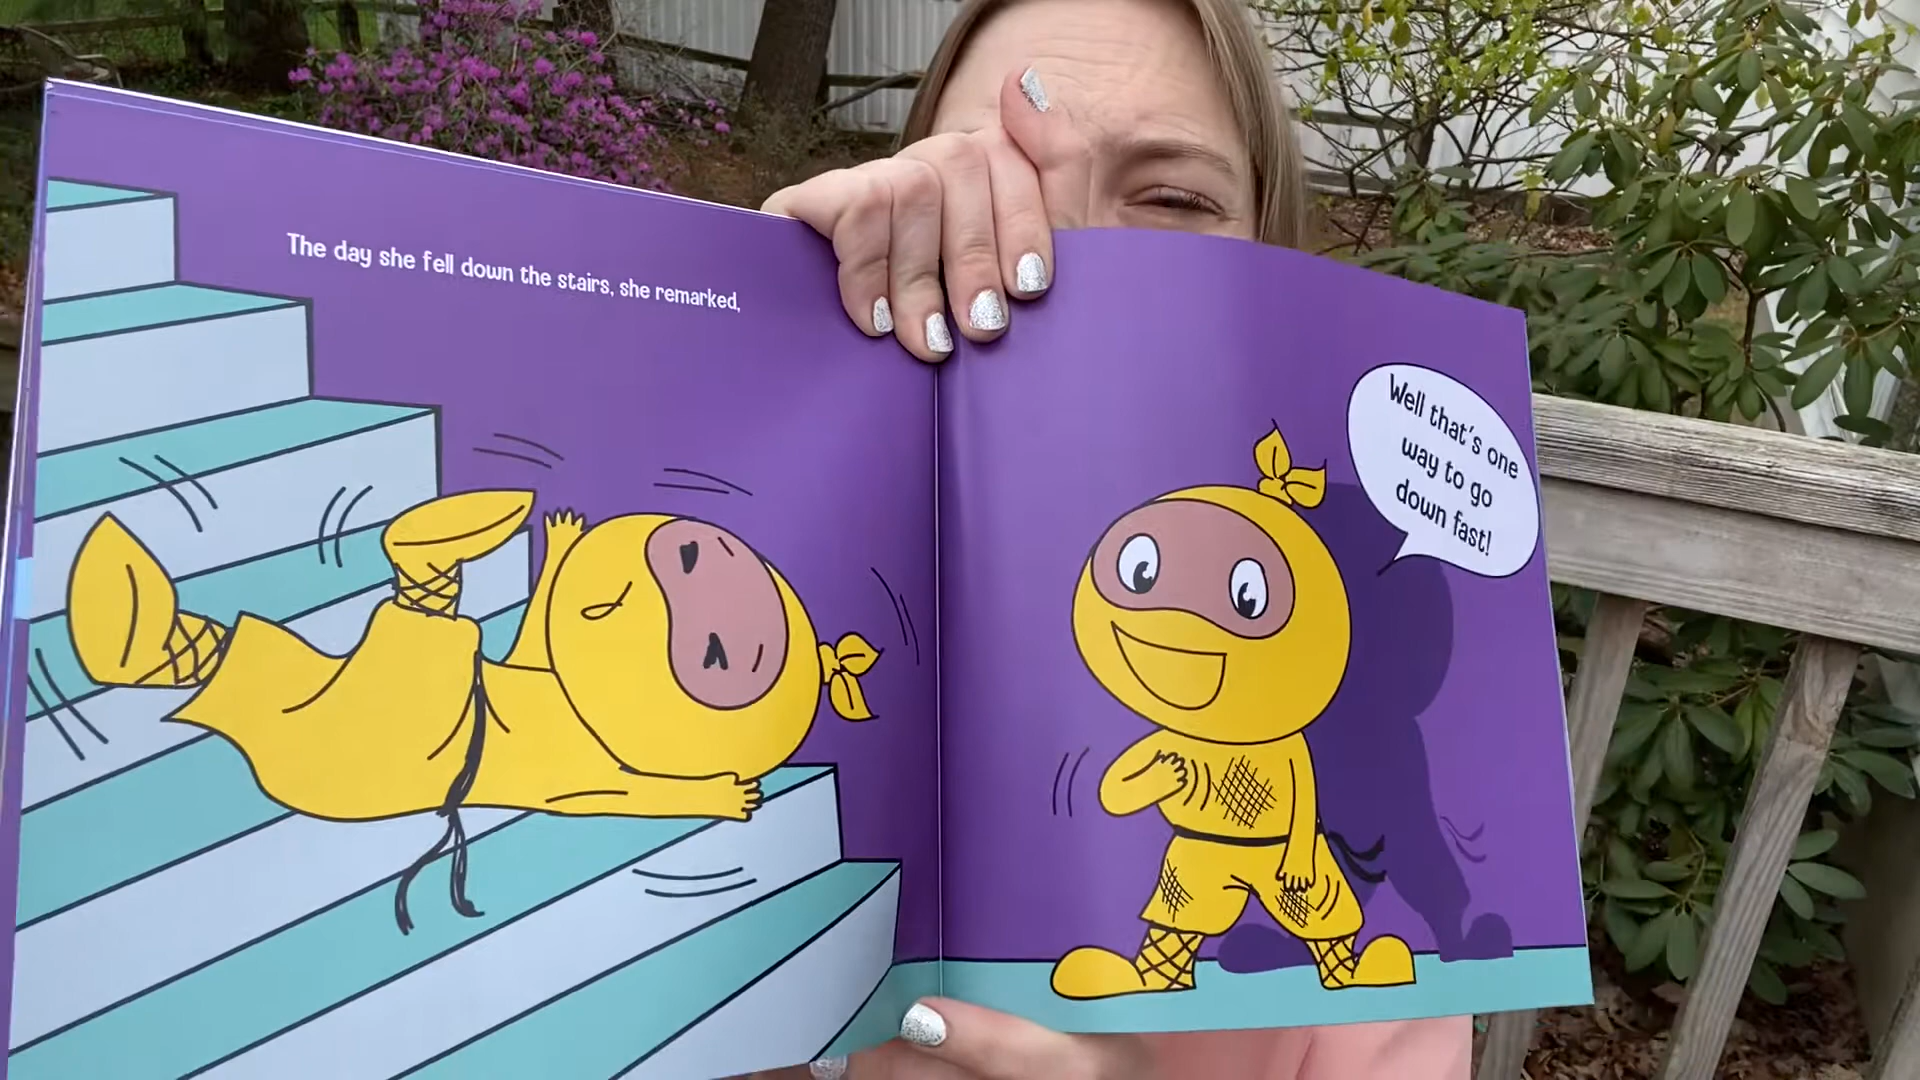 The day she fell down the stairs, she remarked,
Well that's one
way to go
down fast!